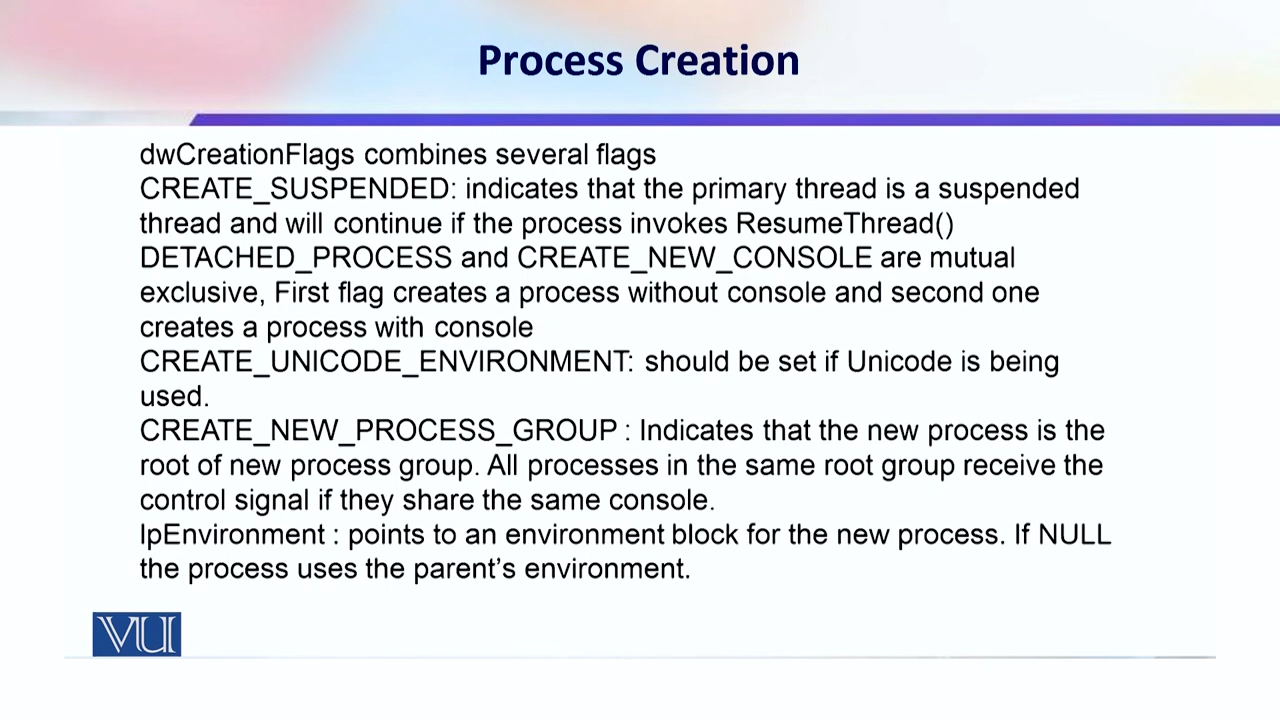 Process Creation
dwCreationFlags combines several flags
CREATE_SUSPENDED: indicates that the primary thread is a suspended
thread and will continue if the process invokes ResumeThread()
DETACHED_PROCESS and CREATE_NEW_CONSOLE are mutual
exclusive, First flag creates a process without console and second one
creates a process with console
CREATE_UNICODE_ENVIRONMENT: should be set if Unicode is being
used.
CREATE_NEW_PROCESS_GROUP : Indicates that the new process is the
root of new process group. All processes in the same root group receive the
control signal if they share the same console.
lpEnvironment : points to an environment block for the new process. If NULL
the process uses the parent’s environment.
VU